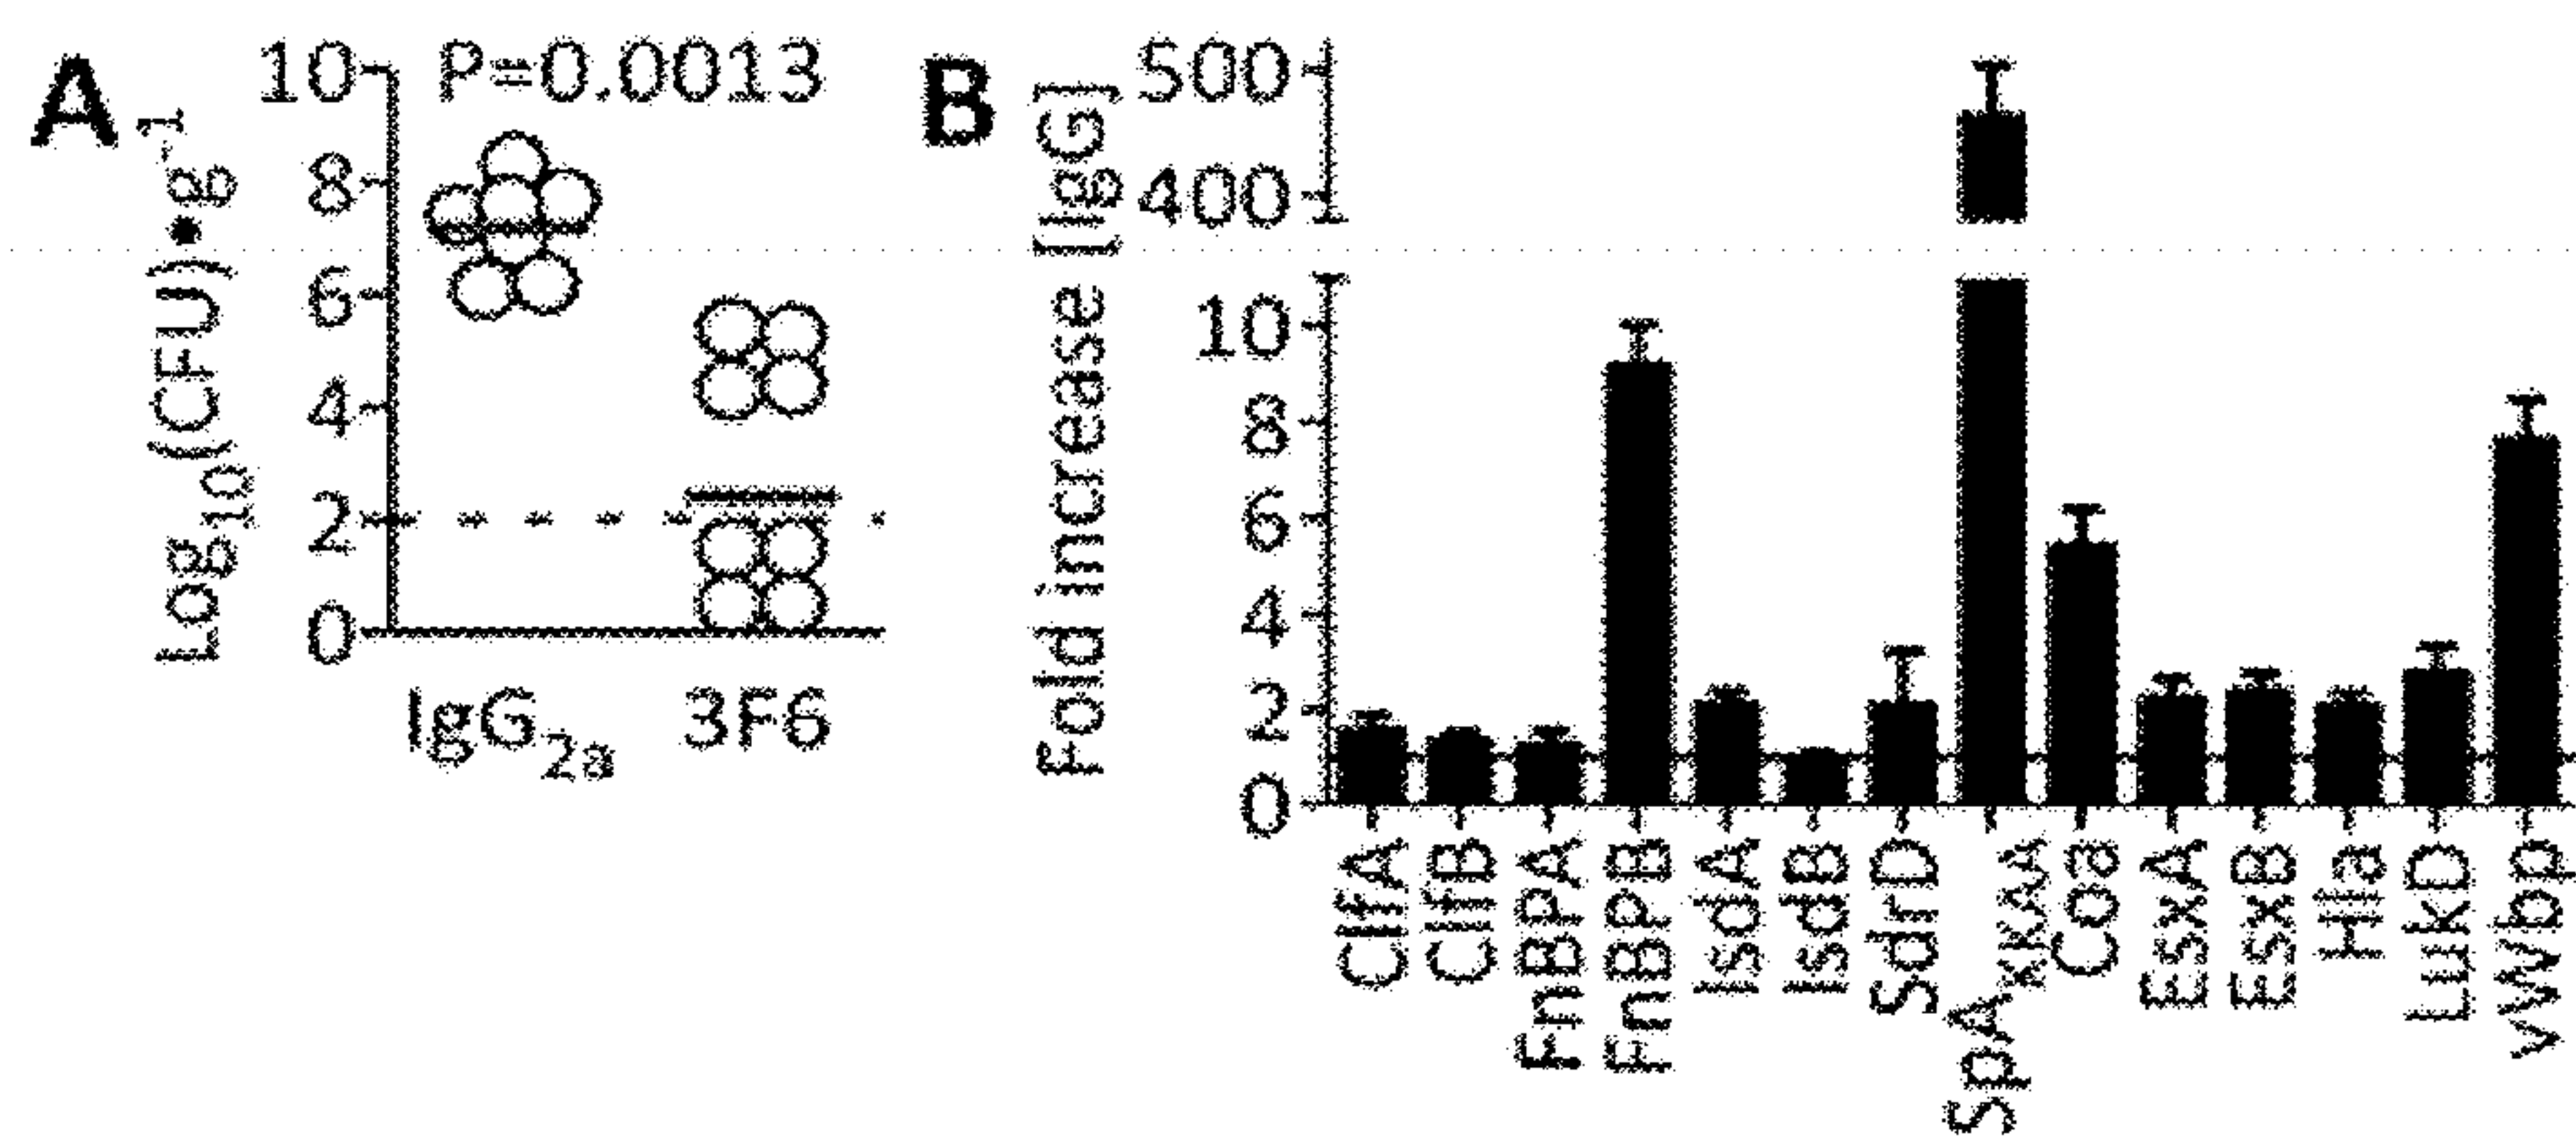 A
P=0.0013
Log10(CFU)•g-1
10
8
6
4
2
0
IgG2a
3F6
B
Fold increase [IgG]
500
400
10
8
6
4
2
0
ClfA
ClfB
FnBPA
FnBPB
IsdA
IsdB
SdrD
SpAKKAA
Coa
EsxA
EsxB
Hla
LukD
vWbp